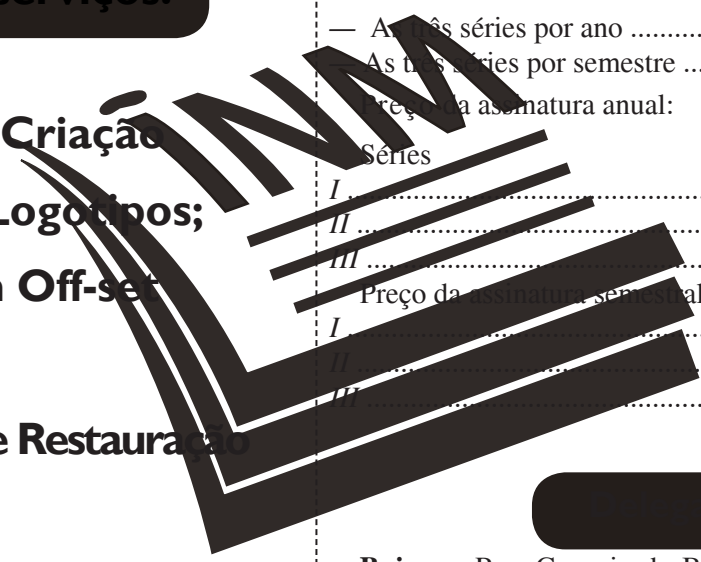 serviços:
Criação
Logotipos;
Off-set
e Restauração
INM
— As três séries por ano
— As três séries por semestre
Preço da assinatura anual:
Séries
I
II
III
Preço da assinatura semestral
I
II
III